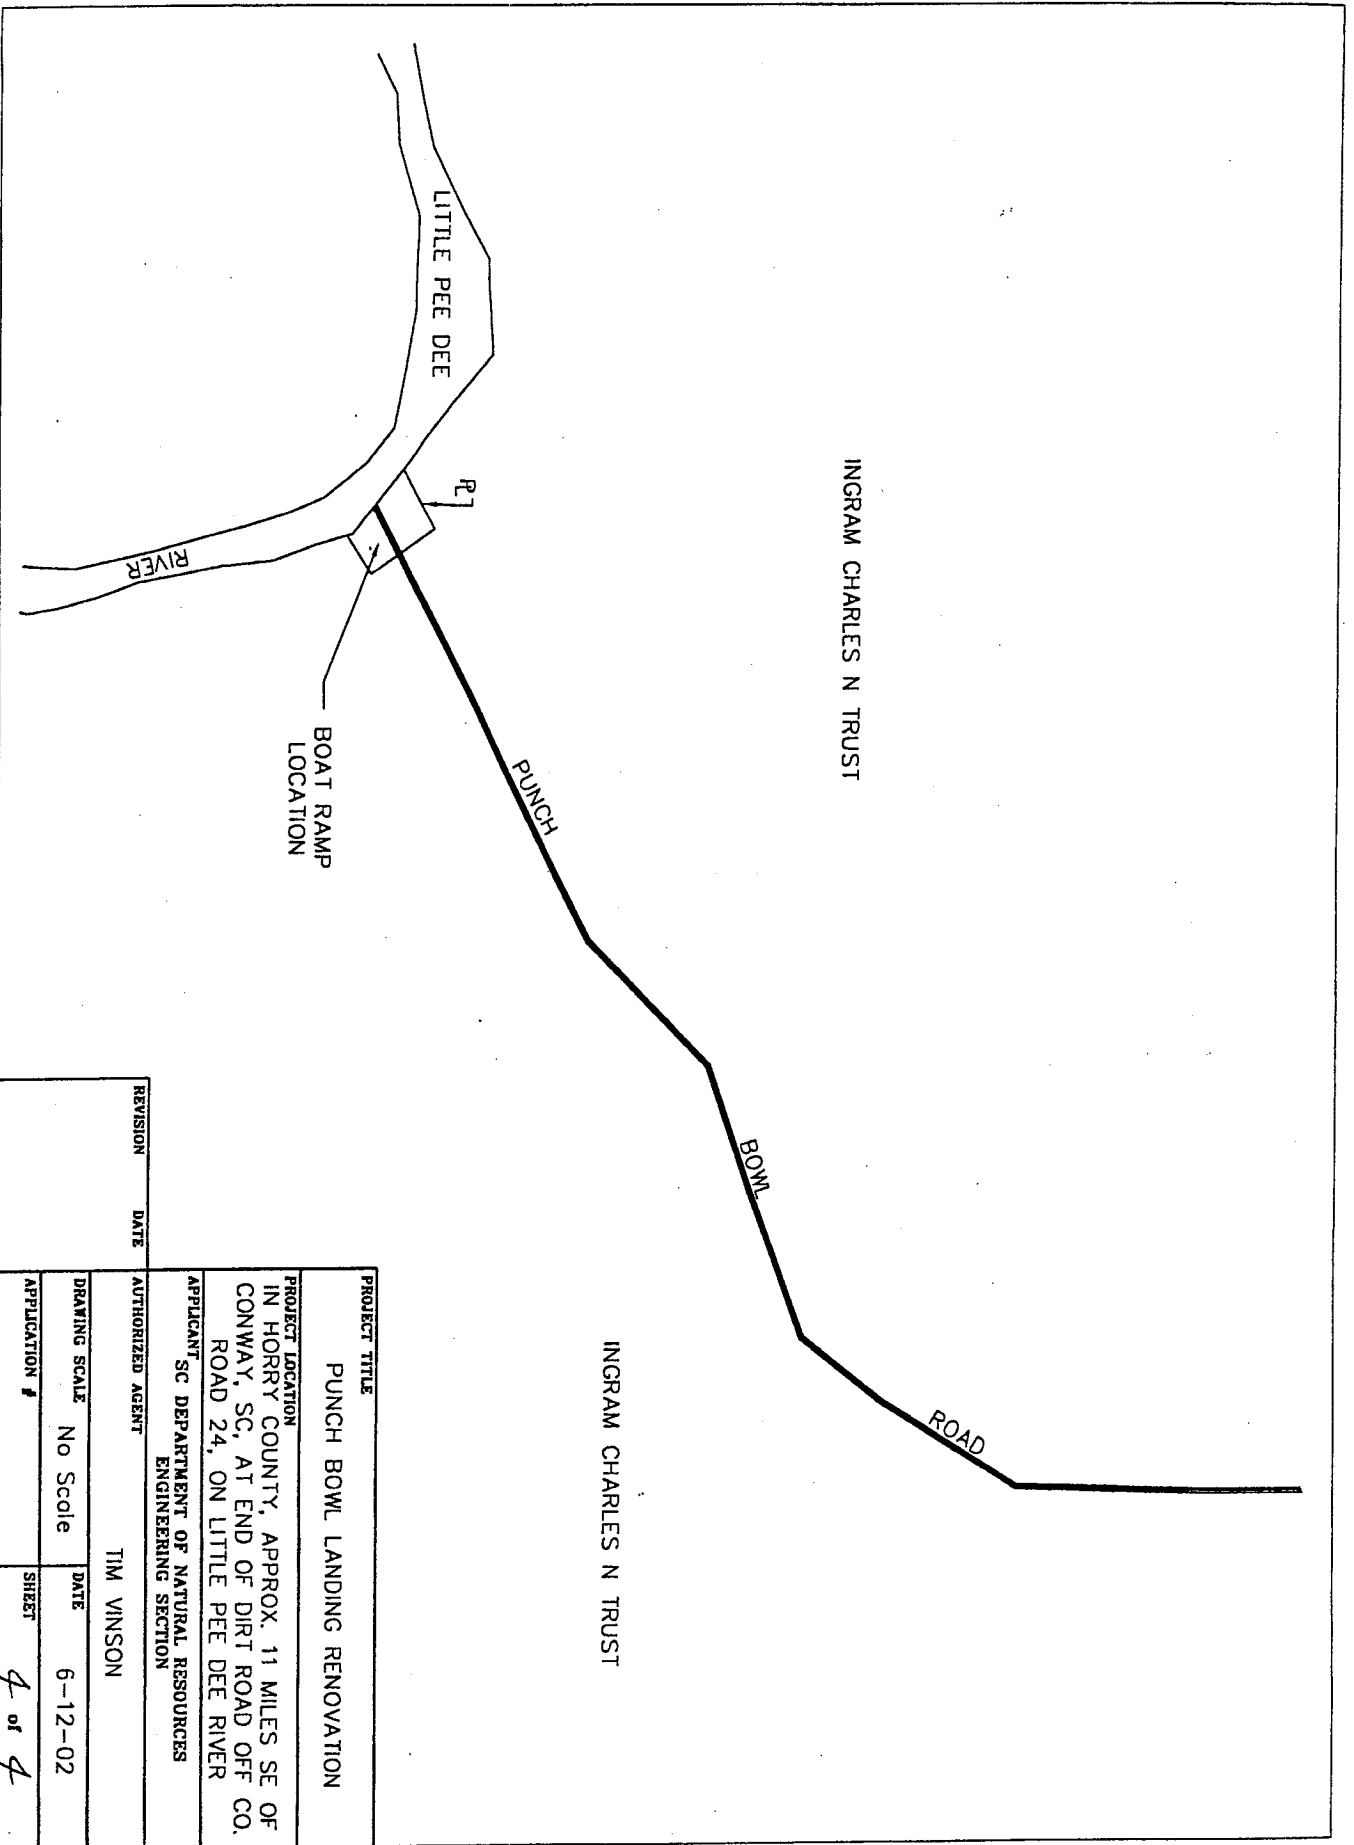 INGRAM CHARLES N TRUST
LITTLE PEE DEE
RIVER
PL
BOAT RAMP
LOCATION
PUNCH
BOWL
ROAD
INGRAM CHARLES N TRUST
PROJECT TITLE
PUNCH BOWL LANDING RENOVATION
PROJECT LOCATION
IN HORRY COUNTY, APPROX. 11 MILES SE OF
CONWAY, SC, AT END OF DIRT ROAD OFF CO.
ROAD 24, ON LITTLE PEE DEE RIVER
APPLICANT
SC DEPARTMENT OF NATURAL RESOURCES
ENGINEERING SECTION
REVISION DATE
AUTHORIZED AGENT
TIM VINSON
DRAWING SCALE No Scale
DATE 6-12-02
APPLICATION #
SHEET 4 of 4